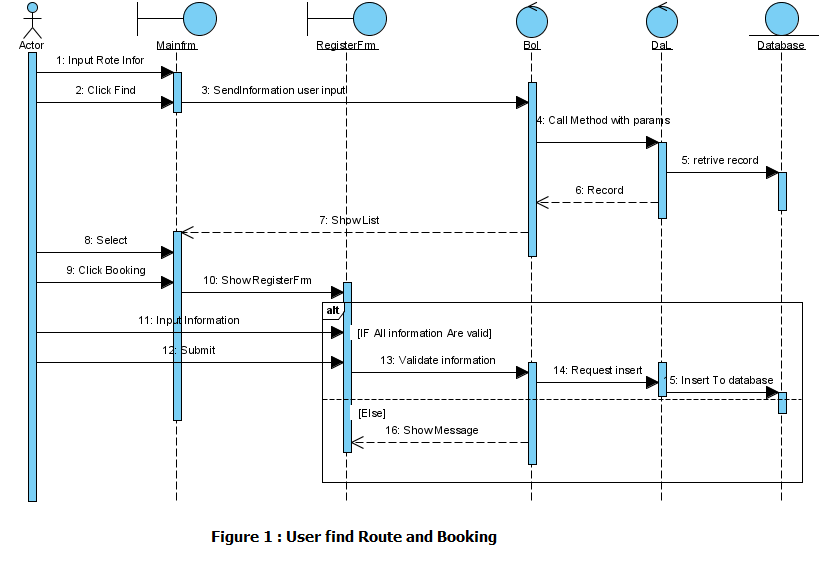 Actor
Mainfrm
RegisterFrm
Bol
DaL
Database
1: Input Rote Infor
2: Click Find
3: SendInformation user input
4: Call Method with params
5: retrive record
6: Record
7: ShowList
8: Select
9: Click Booking
10: ShowRegisterFrm
alt
11: Input Information
[IF All information Are valid]
12: Submit
13: Validate information
14: Request insert
15: Insert To database
[Else]
16: ShowMessage
Figure 1 : User find Route and Booking